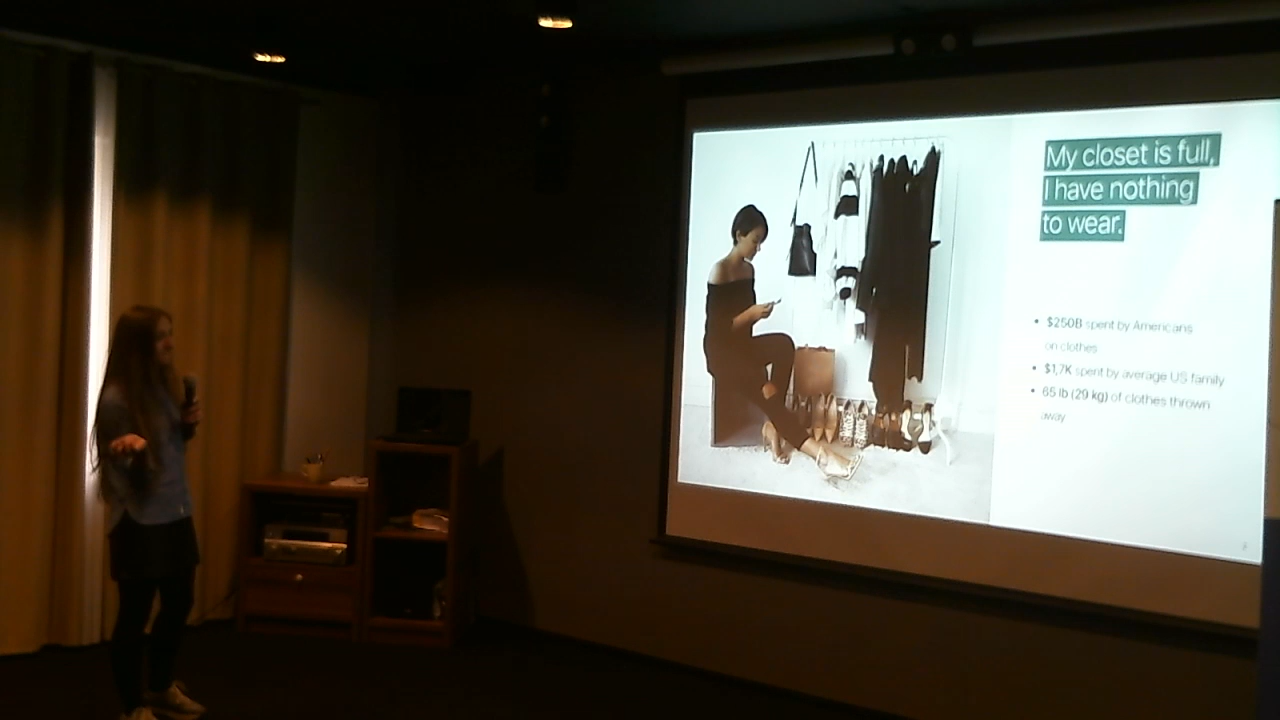 My closet is full,
I have nothing
to wear.
• $250B spent by Americans
on clothes
• $1,7K spent by average US family
• 65 lb (29 kg) of clothes thrown
away